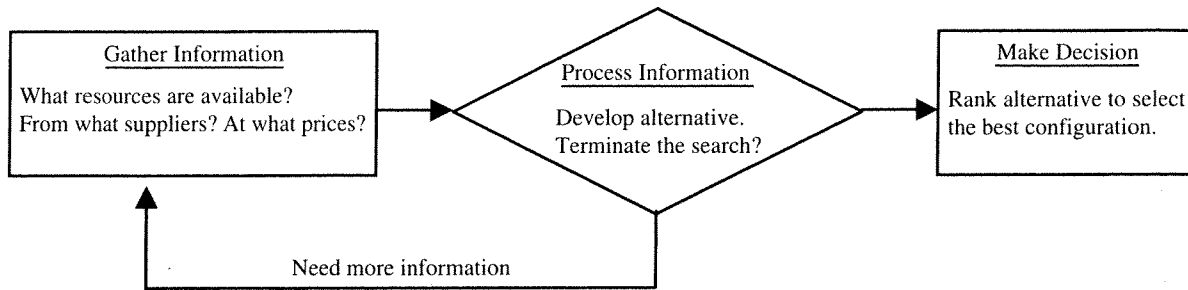 Gather Information
What resources are available?
From what suppliers? At what prices?
Process Information
Develop alternative.
Terminate the search?
Make Decision
Rank alternative to select
the best configuration.
Need more information